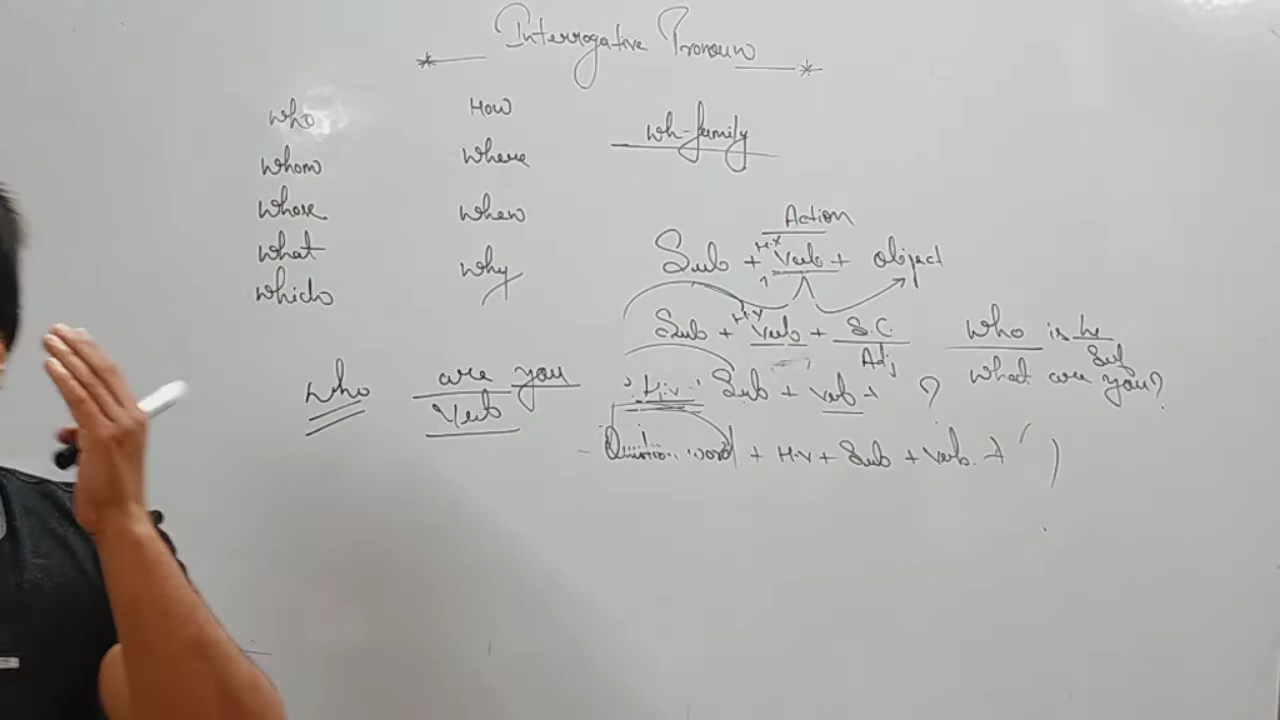 Interrogative Pronoun
who
whom
whose
what
which
How
where
when
why
wh-family
Action
H.V
Sub + Verb + object
H.V
Sub + Verb + S.C.
Adj
H.V Sub + Verb + ?
Question word + H.V + Sub + Verb +
who is he
Sub
what are you?
who are you
Verb